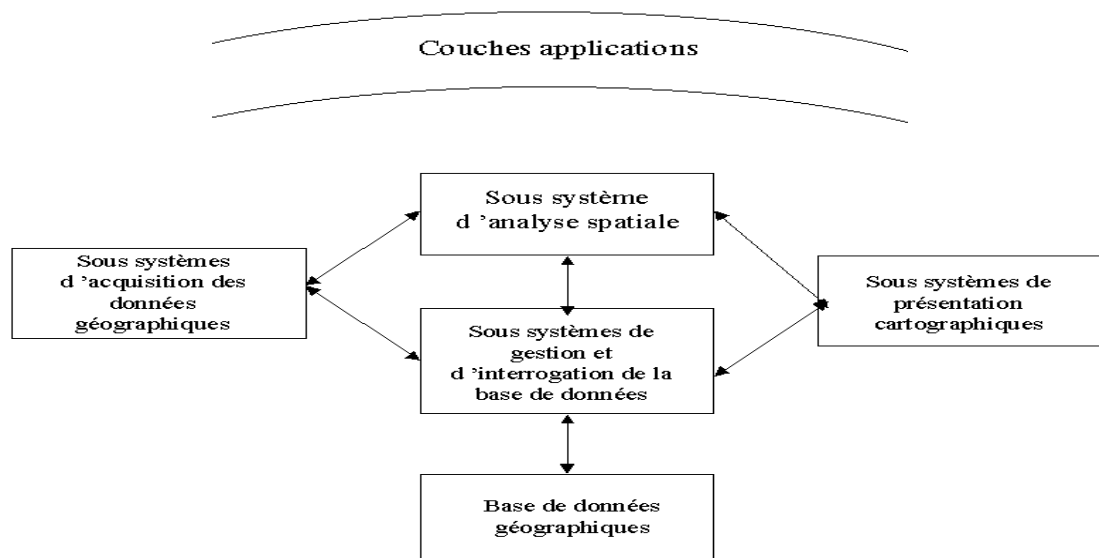 Couches applications
Sous système
d ’analyse spatiale
Sous systèmes
d ’acquisition des
données
géographiques
Sous systèmes de
gestion et
d ’interrogation de la
base de données
Sous systèmes de
présentation
cartographiques
Base de données
géographiques